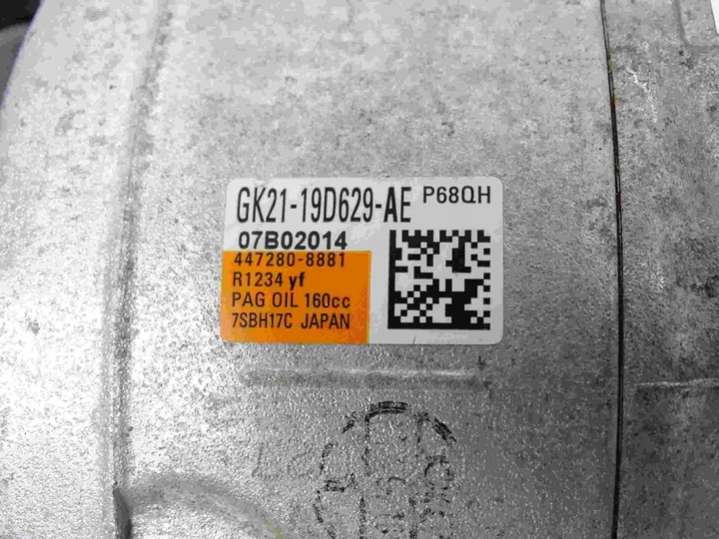 GK21-19D629-AE P68QH
07B02014
447280-8881
R1234 yf
PAG OIL 160cc
7SBH17C JAPAN